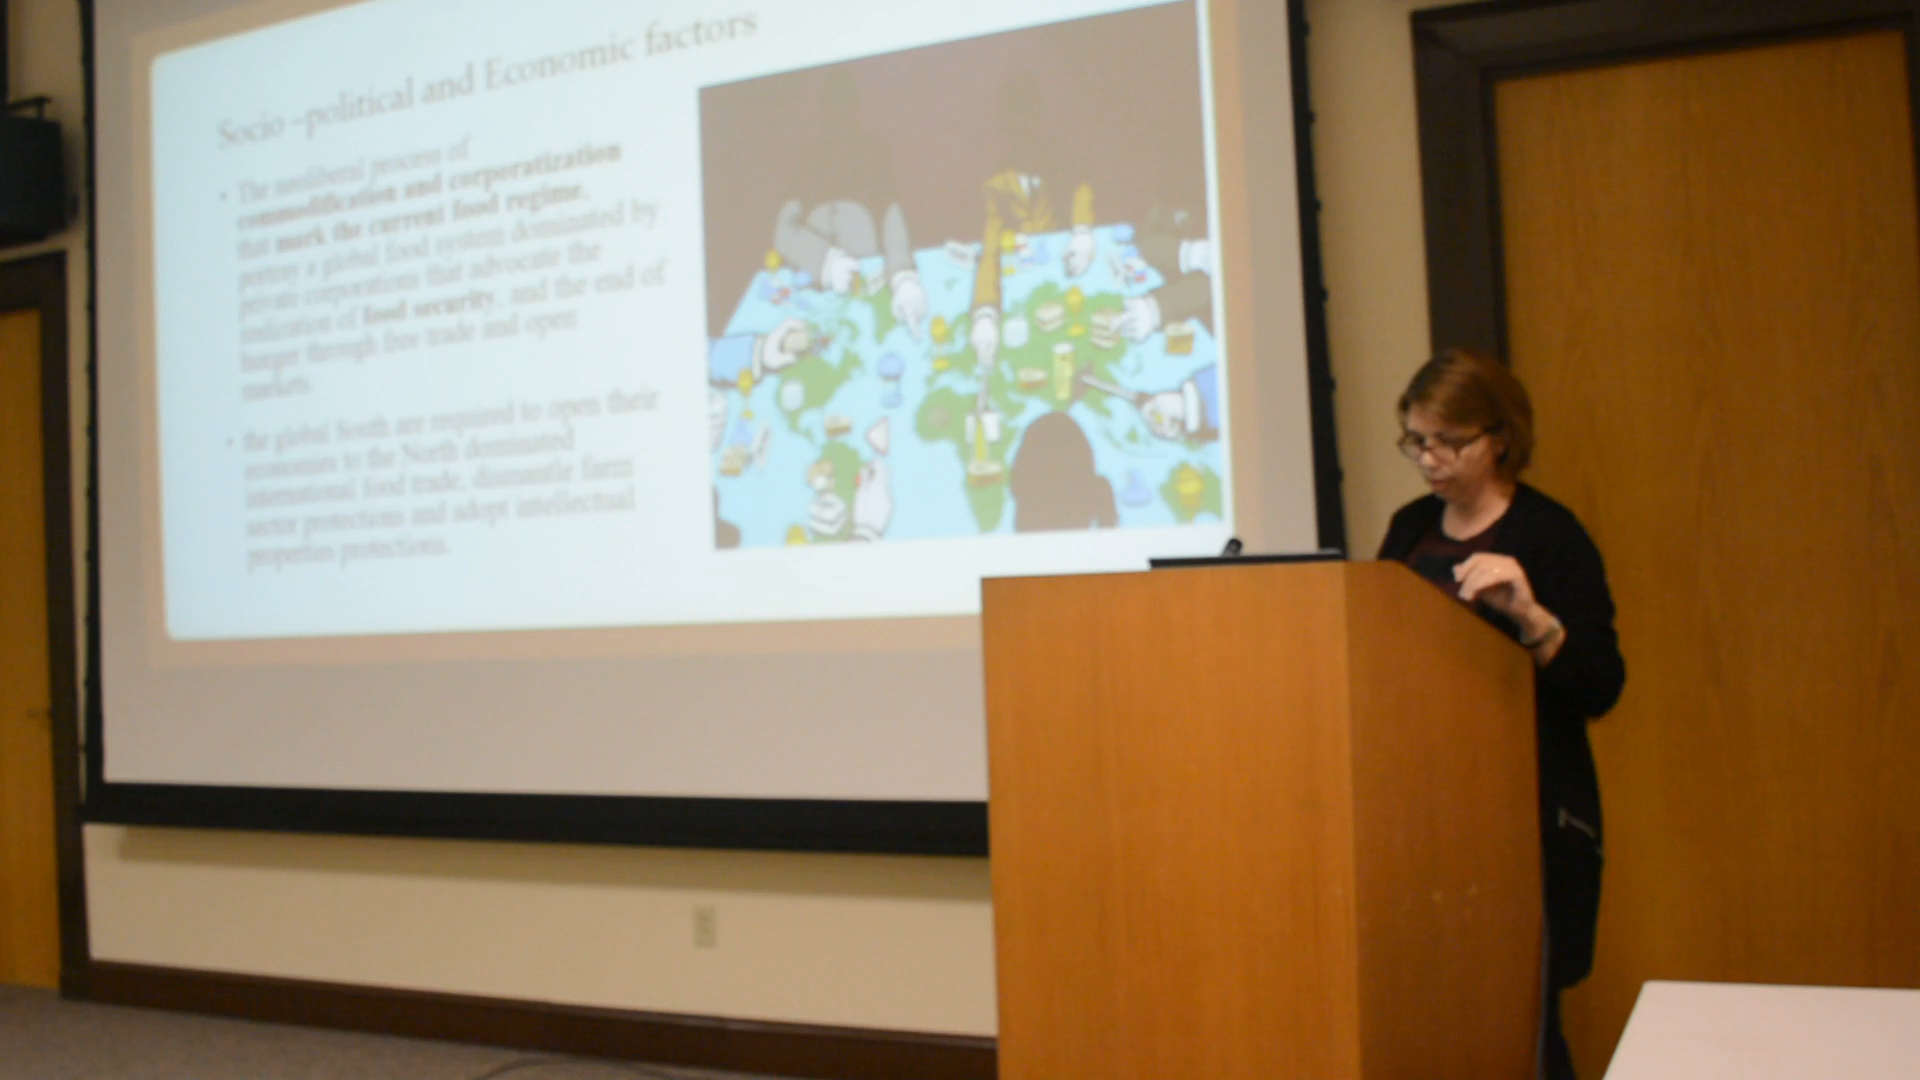 Socio -political and Economic factors
• The neoliberal process of
commodification and corporatization
that mark the current food regime,
portray a global food system dominated by
private corporations that advocate the
realization of food security, and the end of
hunger through free trade and open
markets.
• the global South are required to open their
economies to the North dominated
international food trade, dismantle farm
sector protections and adopt intellectual
properties protections.